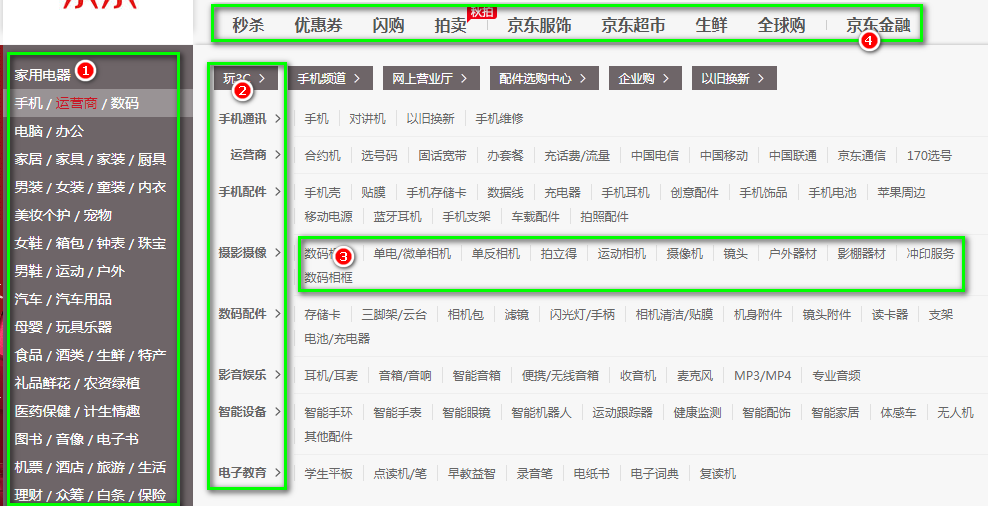 秒杀 优惠券 闪购 拍卖 秋拍 京东服饰 京东超市 生鲜 全球购 京东金融
4
家用电器 1
手机 / 运营商 / 数码
电脑 / 办公
家居 / 家具 / 家装 / 厨具
男装 / 女装 / 童装 / 内衣
美妆个护 / 宠物
女鞋 / 箱包 / 钟表 / 珠宝
男鞋 / 运动 / 户外
汽车 / 汽车用品
母婴 / 玩具乐器
食品 / 酒类 / 生鲜 / 特产
礼品鲜花 / 农资绿植
医药保健 / 计生情趣
图书 / 音像 / 电子书
机票 / 酒店 / 旅游 / 生活
理财 / 众筹 / 白条 / 保险
玩3C > 手机频道 > 网上营业厅 > 配件选购中心 > 企业购 > 以旧换新 >
2
手机通讯 > 手机 对讲机 以旧换新 手机维修
运营商 > 合约机 选号码 固话宽带 办套餐 充话费/流量 中国电信 中国移动 中国联通 京东通信 170选号
手机配件 > 手机壳 贴膜 手机存储卡 数据线 充电器 手机耳机 创意配件 手机饰品 手机电池 苹果周边
移动电源 蓝牙耳机 手机支架 车载配件 拍照配件
摄影摄像 > 数码相 3 单电/微单相机 单反相机 拍立得 运动相机 摄像机 镜头 户外器材 影棚器材 冲印服务
数码相框
数码配件 > 存储卡 三脚架/云台 相机包 滤镜 闪光灯/手柄 相机清洁/贴膜 机身附件 镜头附件 读卡器 支架
电池/充电器
影音娱乐 > 耳机/耳麦 音箱/音响 智能音箱 便携/无线音箱 收音机 麦克风 MP3/MP4 专业音频
智能设备 > 智能手环 智能手表 智能眼镜 智能机器人 运动跟踪器 健康监测 智能配饰 智能家居 体感车 无人机
其他配件
电子教育 > 学生平板 点读机/笔 早教益智 录音笔 电纸书 电子词典 复读机